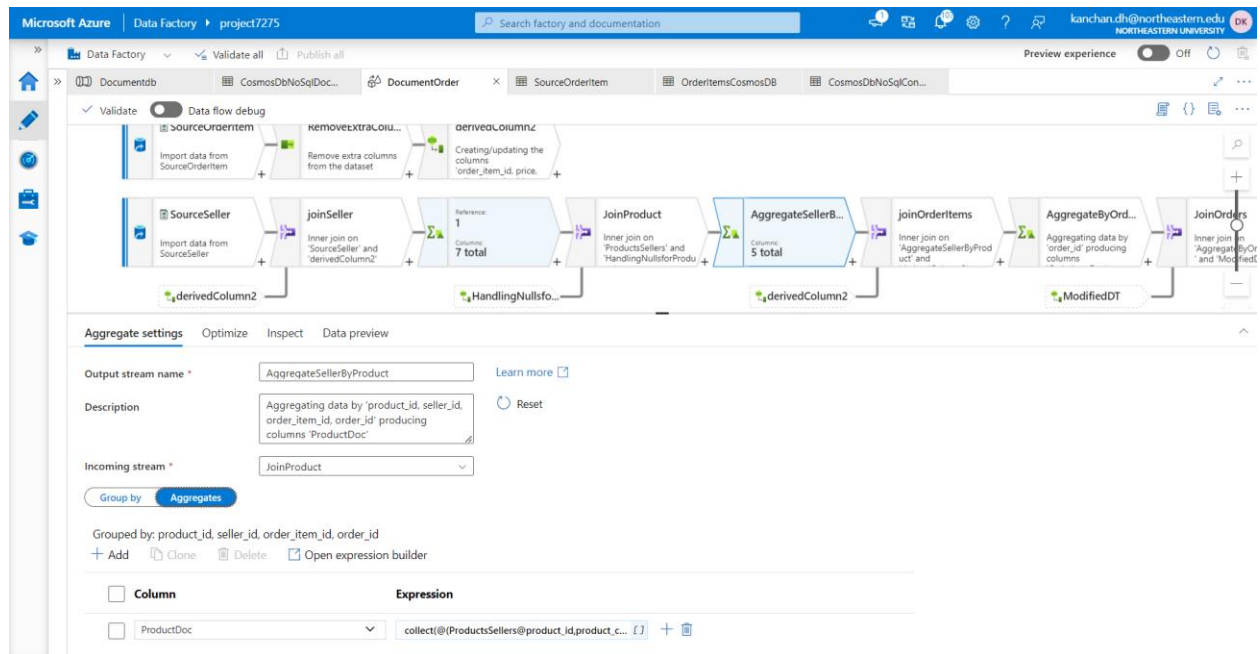 Microsoft Azure Data Factory project7275
Search factory and documentation
1 10
kanchan.dh@northeastern.edu
NORTHEASTERN UNIVERSITY
DK
Data Factory Validate all Publish all Preview experience Off
Documentdb CosmosDbNoSqlDoc... DocumentOrder SourceOrderItem OrderItemsCosmosDB CosmosDbNoSqlCon...
Validate Data flow debug
SourceOrderItem
Import data from
SourceOrderItem
RemoveExtraColu...
Remove extra columns
from the dataset
derivedColumn2
Creating/updating the
columns
'order_item_id, price,
SourceSeller
Import data from
SourceSeller
joinSeller
Inner join on
'SourceSeller' and
'derivedColumn2'
Reference:
1
Columns:
7 total
JoinProduct
Inner join on
'ProductsSellers' and
'HandlingNullsforProdu
AggregateSellerB...
Columns:
5 total
joinOrderItems
Inner join on
'AggregateSellerByProd
uct' and
AggregateByOrd...
Aggregating data by
'order_id' producing
columns
JoinOrders
Inner join on
'AggregateByOr
' and 'ModifiedD
derivedColumn2 HandlingNullsfo... derivedColumn2 ModifiedDT
Aggregate settings Optimize Inspect Data preview
Output stream name * AggregateSellerByProduct Learn more
Description
Aggregating data by 'product_id, seller_id,
order_item_id, order_id' producing
columns 'ProductDoc'
Reset
Incoming stream * JoinProduct
Group by Aggregates
Grouped by: product_id, seller_id, order_item_id, order_id
+ Add Clone Delete Open expression builder
Column Expression
ProductDoc collect(@(ProductsSellers@product_id,product_c... []